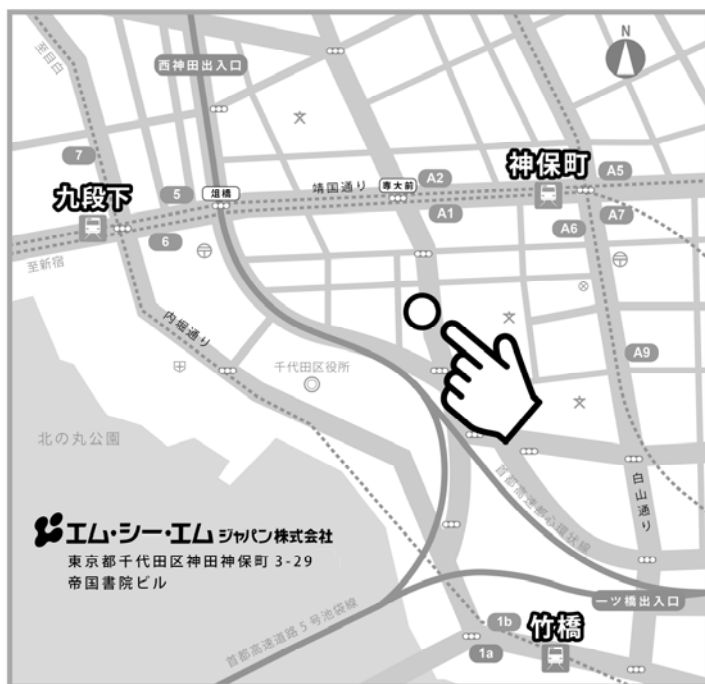 N
至目白
西神田出入口
7
九段下
5
俎橋
靖国通り
専大前
A2
A1
神保町
A5
A6
A7
6
至新宿
内堀通り
千代田区役所
A9
北の丸公園
白山通り
首都高速都心環状線
エム・シー・エム ジャパン株式会社
東京都千代田区神田神保町 3-29
帝国書院ビル
一ツ橋出入口
首都高速道路5号池袋線
1b
竹橋
1a